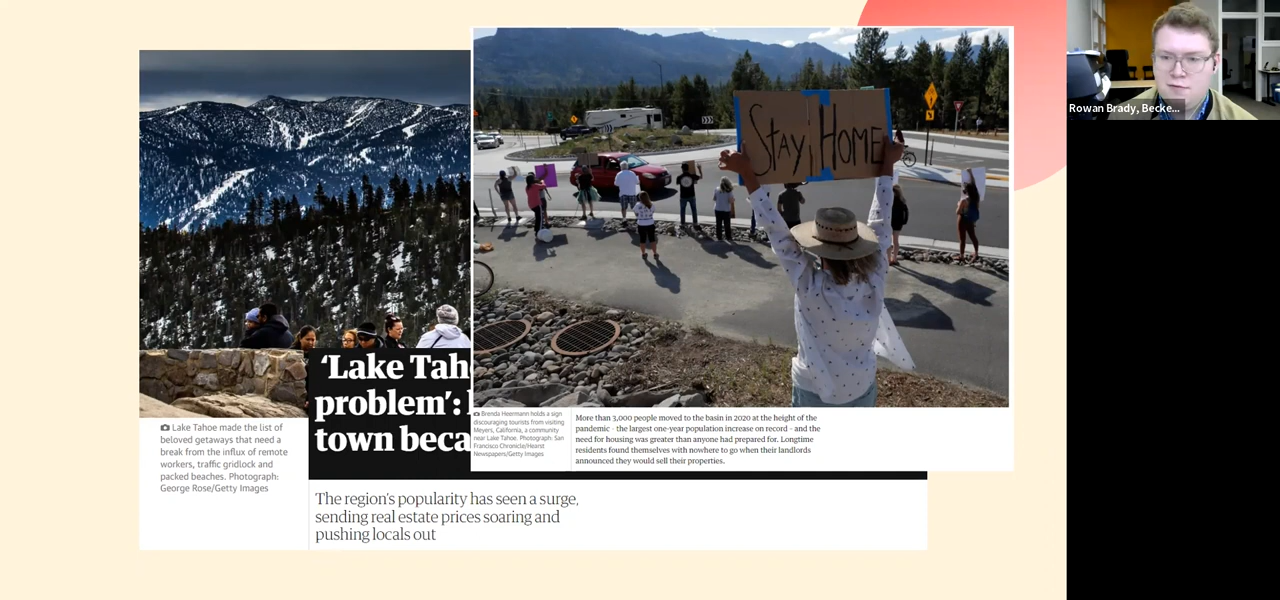 STAY HOME
Rowan Brady, Becke...
'Lake Tah
problem':
town beca
Lake Tahoe made the list of
beloved getaways that need a
break from the influx of remote
workers, traffic gridlock and
packed beaches. Photograph:
George Rose/Getty Images
The region's popularity has seen a surge,
sending real estate prices soaring and
pushing locals out
Brenda Heermann holds a sign
discouraging tourists from visiting
Meyers, California, a community
near Lake Tahoe. Photograph: San
Francisco Chronicle/Hearst
Newspapers/Getty Images
More than 3,000 people moved to the basin in 2020 at the height of the
pandemic - the largest one-year population increase on record - and the
need for housing was greater than anyone had prepared for. Longtime
residents found themselves with nowhere to go when their landlords
announced they would sell their properties.